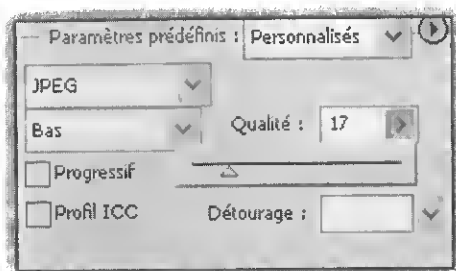 Paramètres prédéfinis : Personnalisés
JPEG
Bas Qualité : 17
Progressif
Profil ICC Détourage :